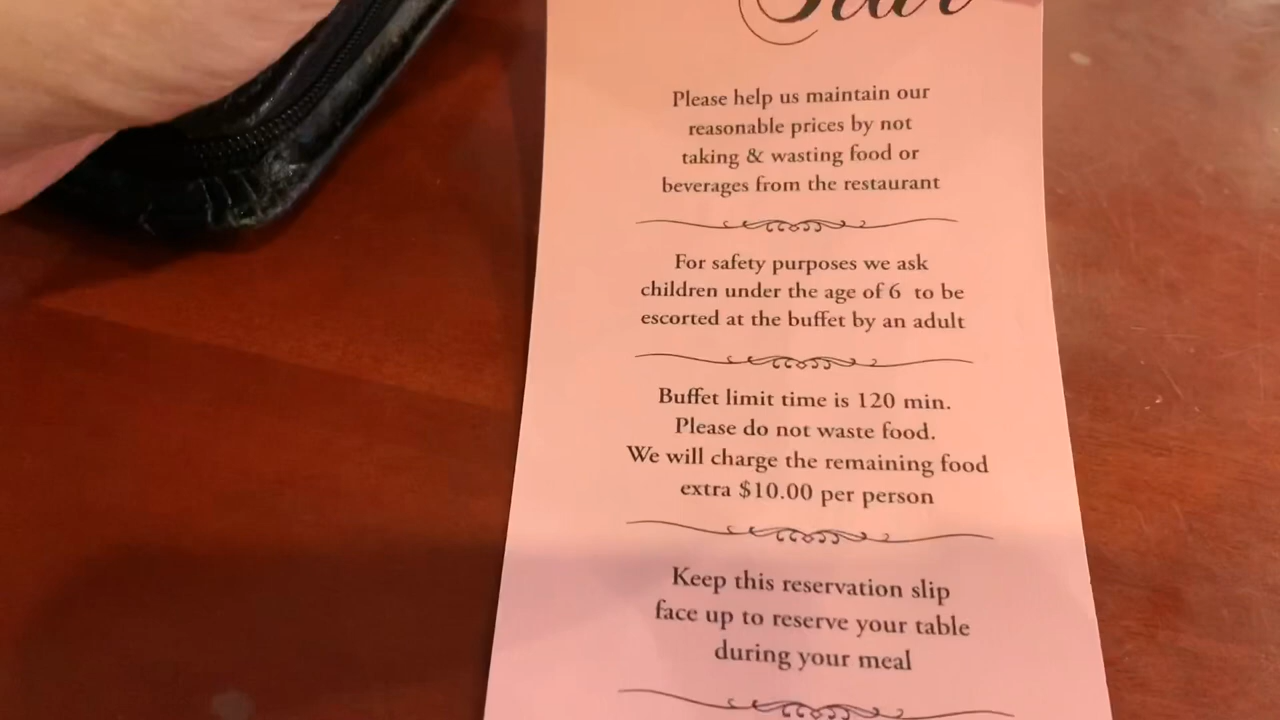 Please help us maintain our
reasonable prices by not
taking & wasting food or
beverages from the restaurant
For safety purposes we ask
children under the age of 6 to be
escorted at the buffet by an adult
Buffet limit time is 120 min.
Please do not waste food.
We will charge the remaining food
extra $10.00 per person
Keep this reservation slip
face up to reserve your table
during your meal